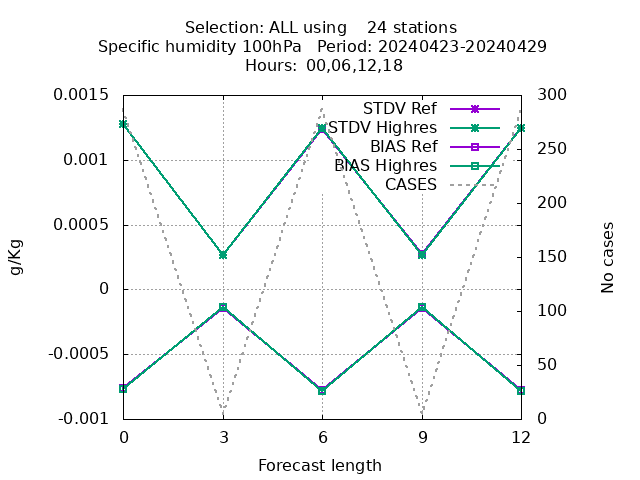 Selection: ALL using    24 stations
Specific humidity 100hPa   Period: 20240423-20240429
Hours:  00,06,12,18
STDV Ref
STDV Highres
BIAS Ref
BIAS Highres
CASES
0.0015
0.001
0.0005
0
-0.0005
-0.001
300
250
200
150
100
50
0
g/Kg
No cases
0
3
6
9
12
Forecast length